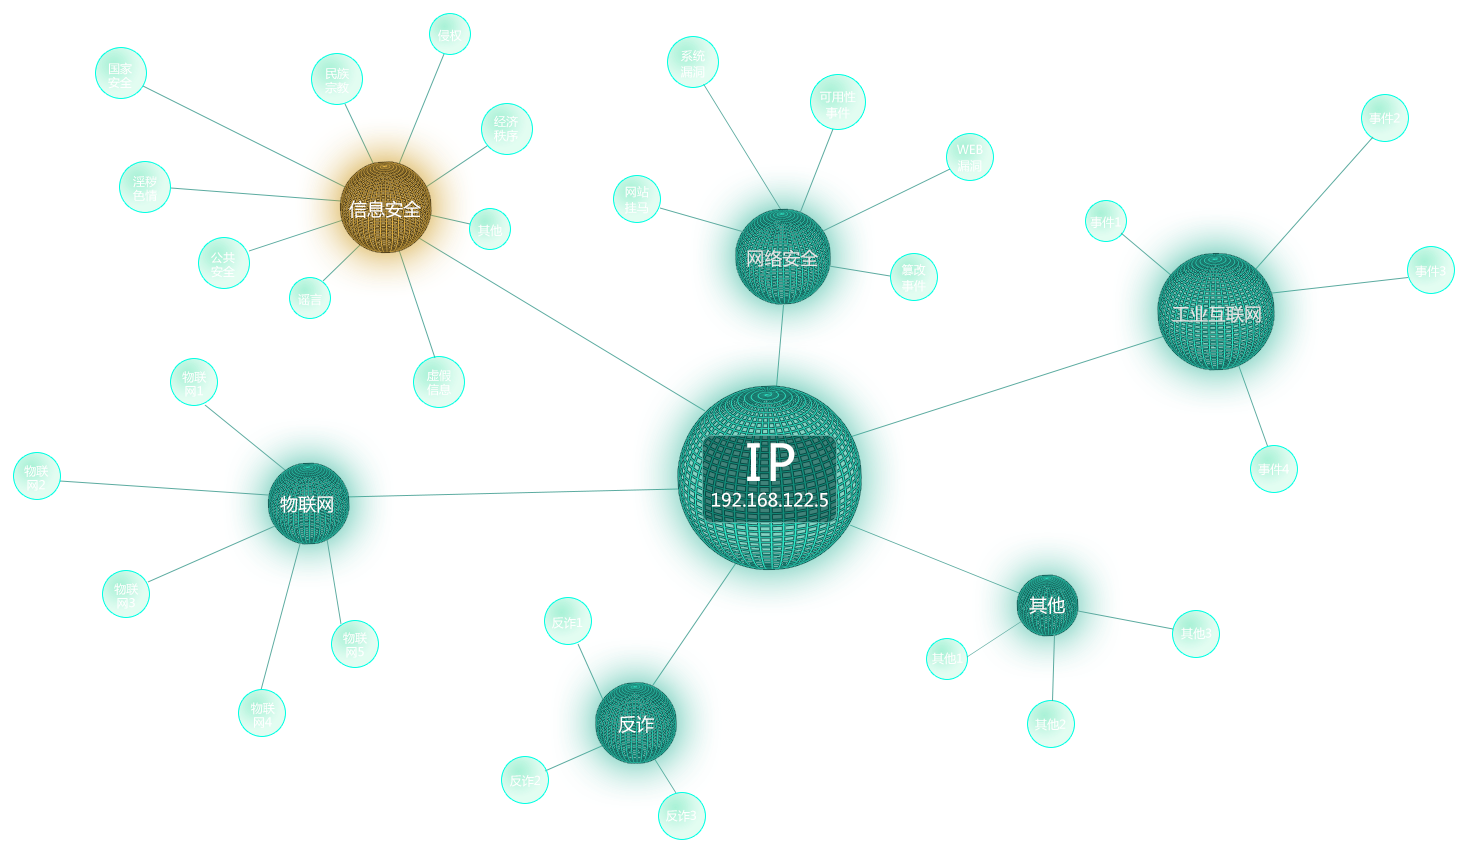 侵权
国家
安全
民族
宗教
经济
秩序
淫秽
色情
信息安全
其他
公共
安全
谣言
虚假
信息
系统
漏洞
可用性
事件
WEB
漏洞
网站
挂马
网络安全
篡改
事件
事件2
事件1
事件3
工业互联网
事件4
IP
192.168.122.5
物联
网1
物联
网2
物联网
物联
网3
物联
网5
物联
网4
反诈1
反诈
反诈2
反诈3
其他
其他1
其他3
其他2